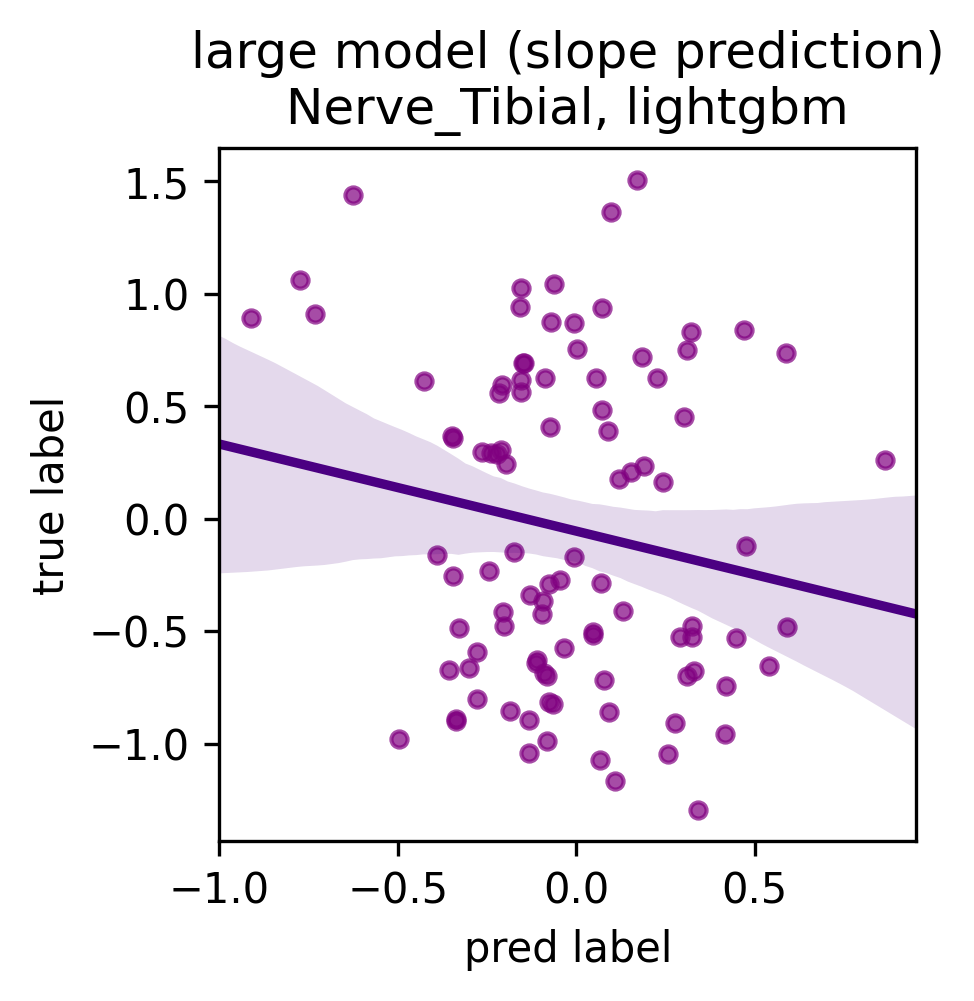 large model (slope prediction)
Nerve_Tibial, lightgbm
1.5
1.0
0.5
0.0
−0.5
−1.0
true label
−1.0
−0.5
0.0
0.5
pred label